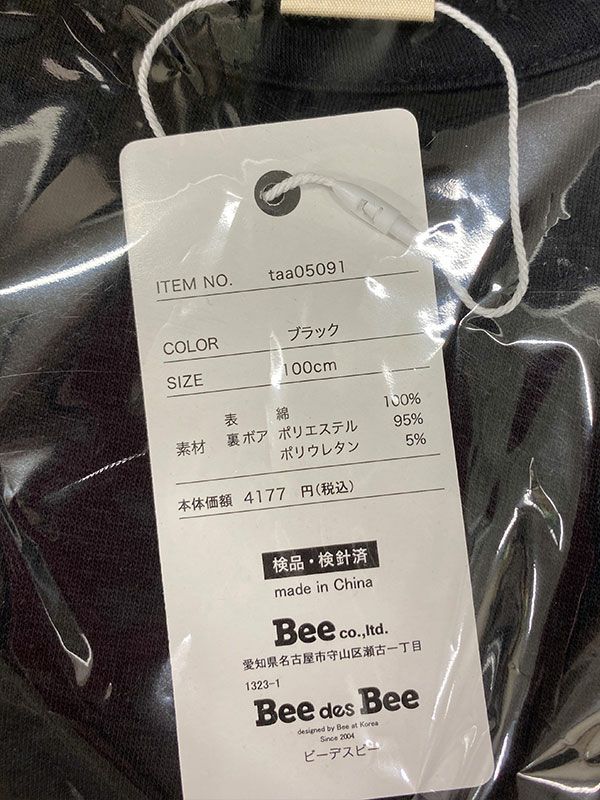 ITEM NO. taa05091
COLOR ブラック
SIZE 100cm
素材 表 綿 100%
裏ボア ポリエステル 95%
ポリウレタン 5%
本体価額 4177 円(税込)
検品・検針済
made in China
Bee co.,ltd.
愛知県名古屋市守山区瀬古一丁目
1323-1
Bee des Bee
designed by Bee at Korea
Since 2004
ビーデスビー